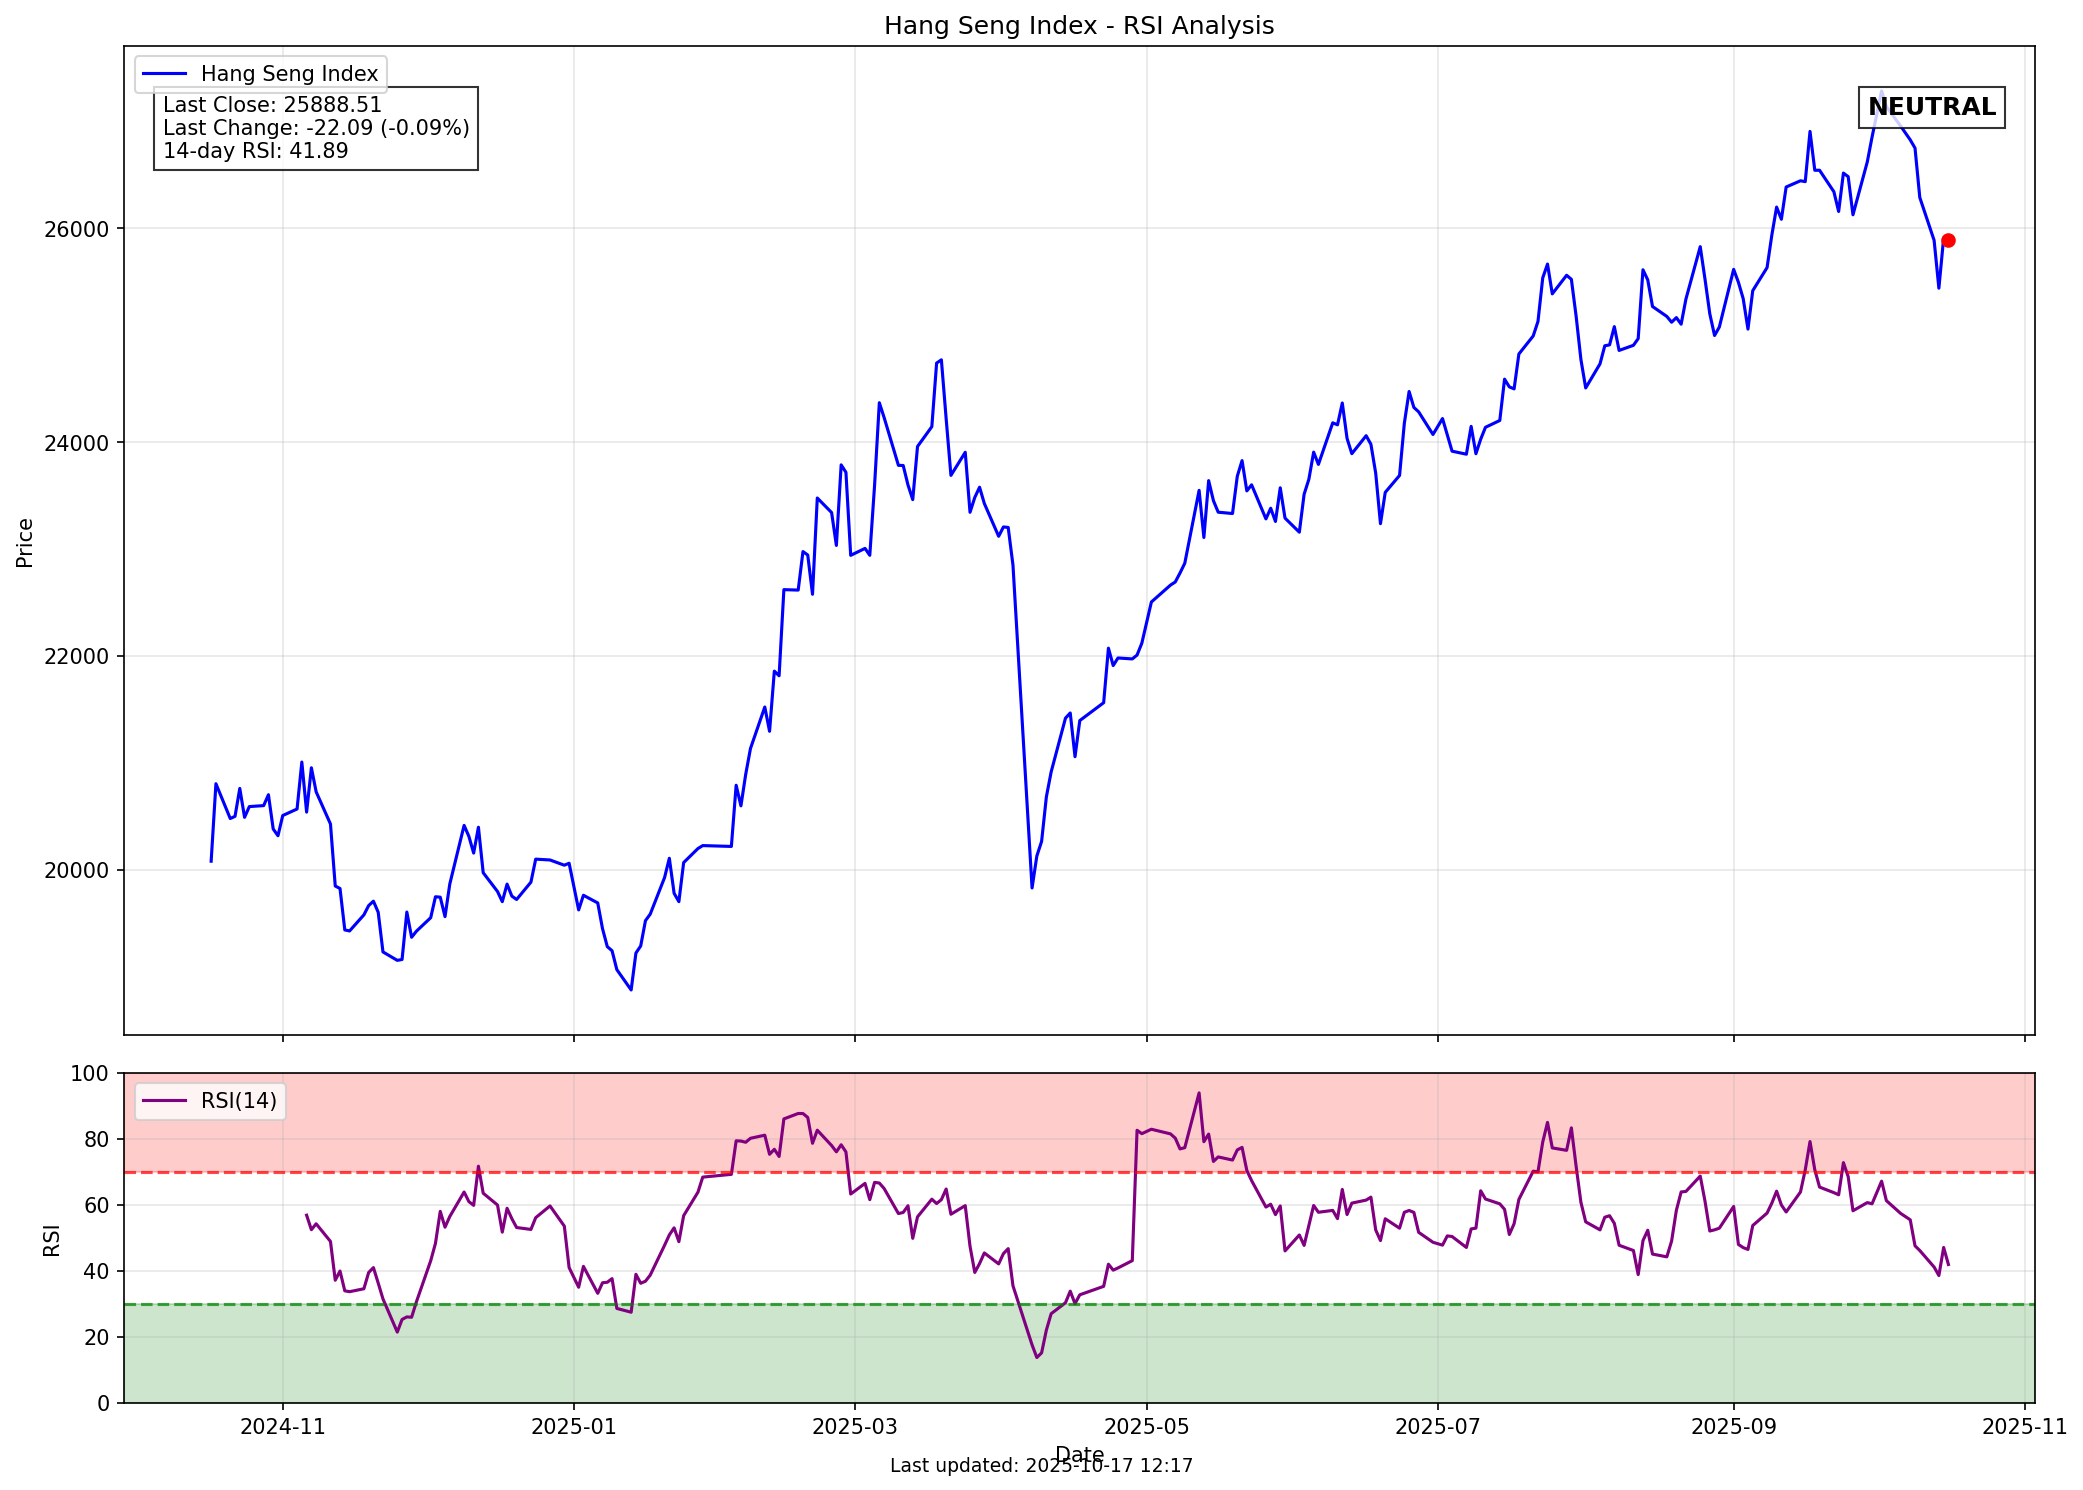 Hang Seng Index - RSI Analysis
Hang Seng Index
Last Close: 25888.51
Last Change: -22.09 (-0.09%)
14-day RSI: 41.89
NEUTRAL
26000
24000
22000
20000
Price
RSI(14)
100
80
60
40
20
0
RSI
2024-11
2025-01
2025-03
2025-05
2025-07
2025-09
2025-11
Date
Last updated: 2025-10-17 12:17